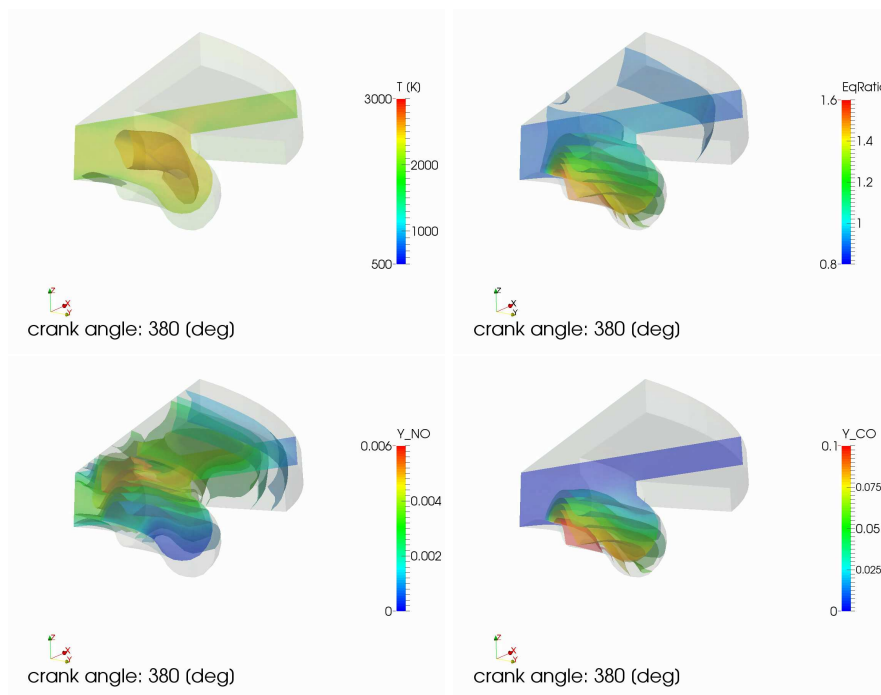 T (K)
3000
2000
1000
500
Z
X
Y
crank angle: 380 (deg)
EqRatio
1.6
1.4
1.2
1
0.8
Z
X
Y
crank angle: 380 (deg)
Y_NO
0.006
0.004
0.002
0
Z
X
Y
crank angle: 380 (deg)
Y_CO
0.1
0.075
0.05
0.025
0
Z
X
Y
crank angle: 380 (deg)